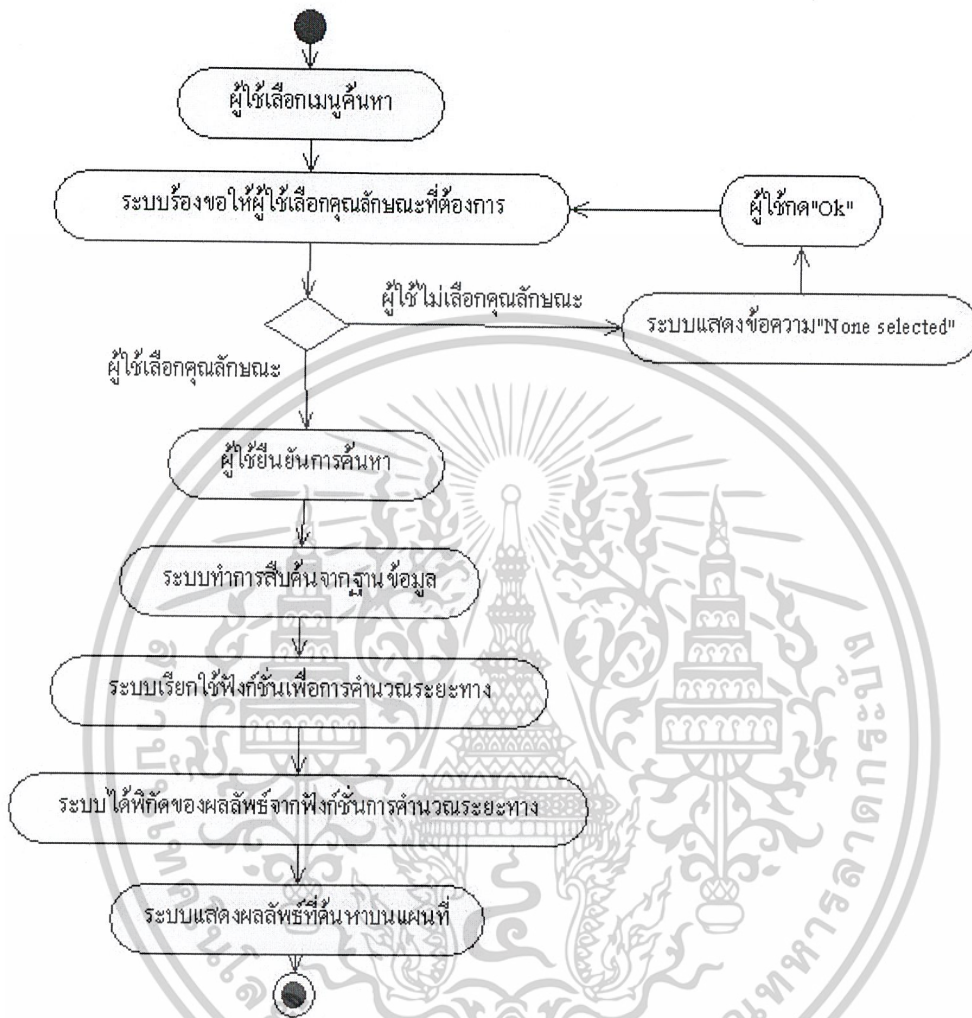 ผู้ใช้เลือกเมนูค้นหา
ระบบร้องขอให้ผู้ใช้เลือกคุณลักษณะที่ต้องการ
ผู้ใช้กด"Ok"
ผู้ใช้ไม่เลือกคุณลักษณะ
ระบบแสดงข้อความ"None selected"
ผู้ใช้เลือกคุณลักษณะ
ผู้ใช้ยืนยันการค้นหา
ระบบทำการสืบค้นจากฐานข้อมูล
ระบบเรียกใช้ฟังก์ชั่นเพื่อการคำนวณระยะทาง
ระบบได้พิกัดของผลลัพธ์จากฟังก์ชั่นการคำนวณระยะทาง
ระบบแสดงผลลัพธ์ที่ค้นหาบนแผนที่